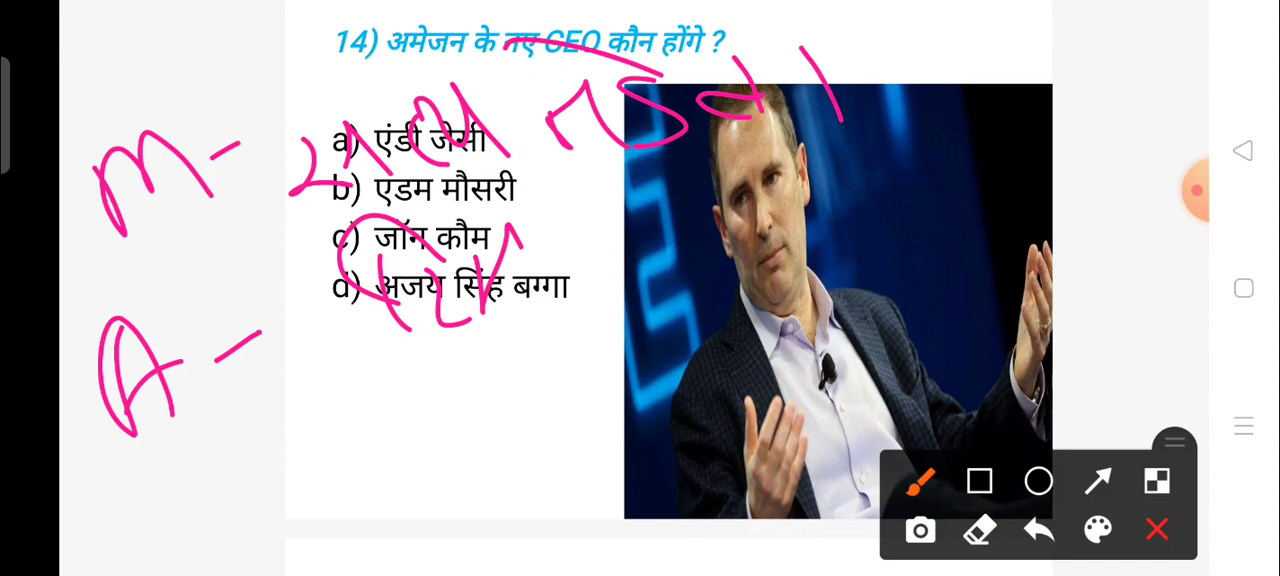 14) अमेजन के नए CEO कौन होंगे ?
a) एंडी जेसी
b) एडम मौसरी
c) जॉन कौम
d) अजय सिंह बग्गा
M-
A-